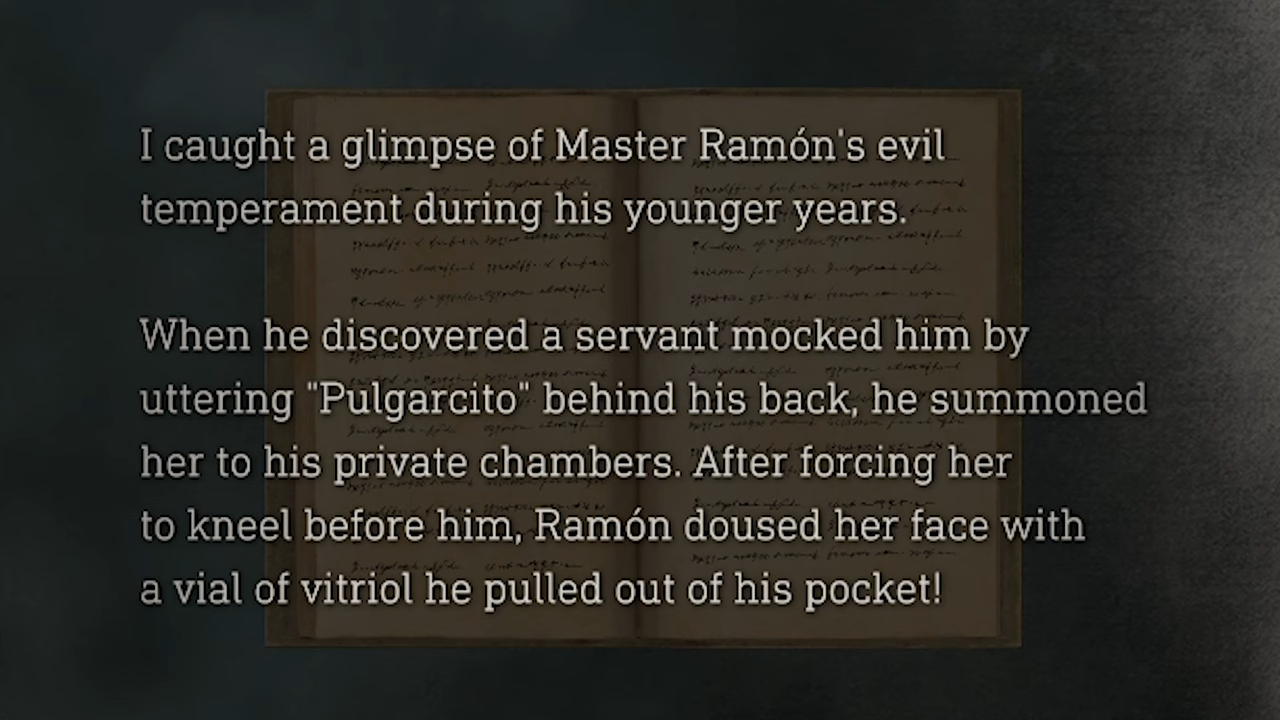 I caught a glimpse of Master Ramón's evil
temperament during his younger years.
When he discovered a servant mocked him by
uttering "Pulgarcito" behind his back, he summoned
her to his private chambers. After forcing her
to kneel before him, Ramón doused her face with
a vial of vitriol he pulled out of his pocket!